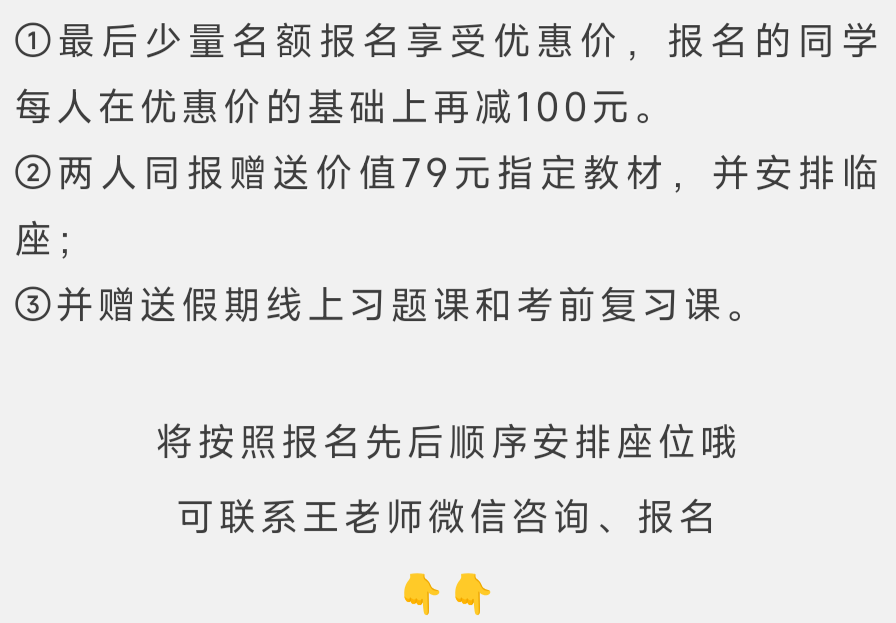 ①最后少量名额报名享受优惠价，报名的同学
每人在优惠价的基础上再减100元。
②两人同报赠送价值79元指定教材，并安排临
座；
③并赠送假期线上习题课和考前复习课。
将按照报名先后顺序安排座位哦
可联系王老师微信咨询、报名
👇👇